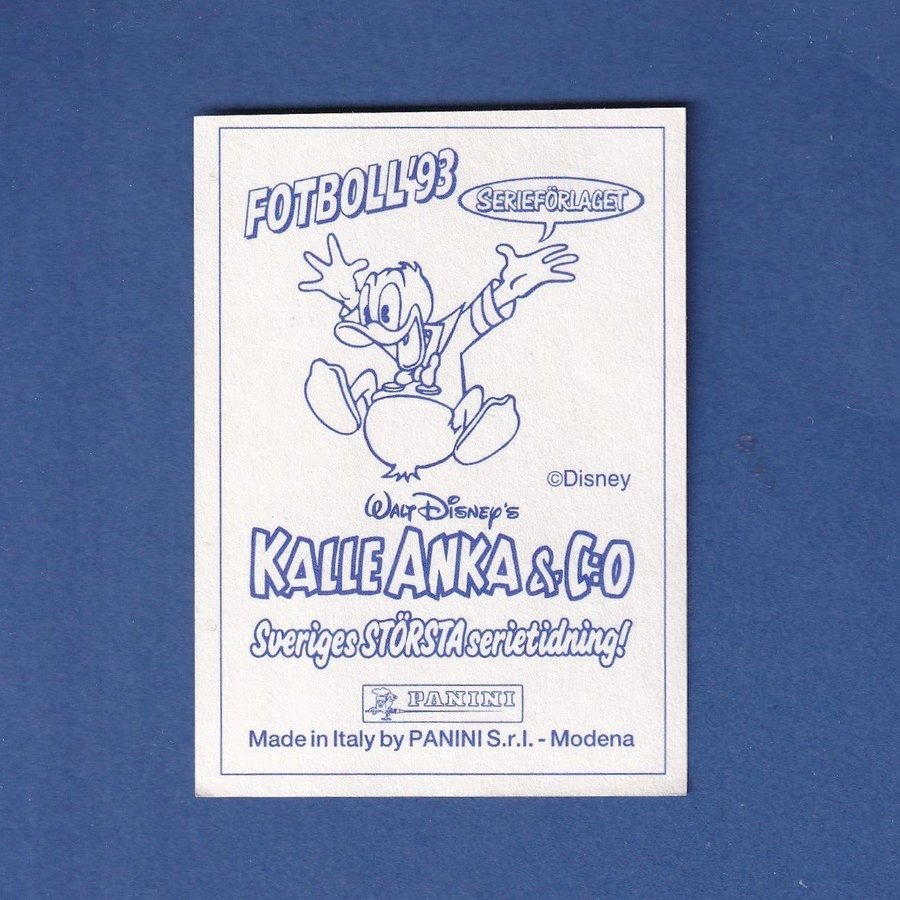 FOTBOLL '93
SERIEFÖRLAGET
©Disney
WALT DISNEY'S
KALLE ANKA & C:O
Sveriges STÖRSTA serietidning!
PANINI
Made in Italy by PANINI S.r.l. - Modena